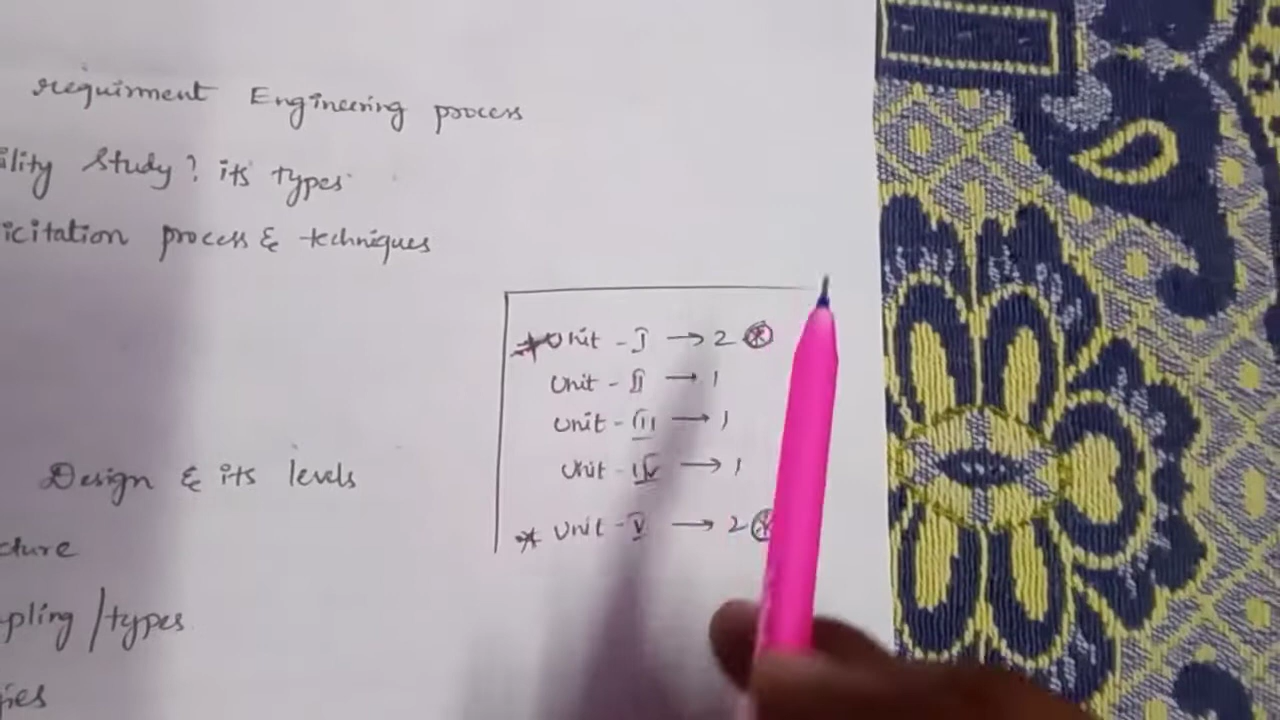 requirment Engineering process
ility study? its types
icitation process & techniques
* Unit - I → 2 *
Unit - II → 1
Unit - III → 1
Unit - IV → 1
* Unit - V → 2
Design & its levels
cture
pling / types
gies